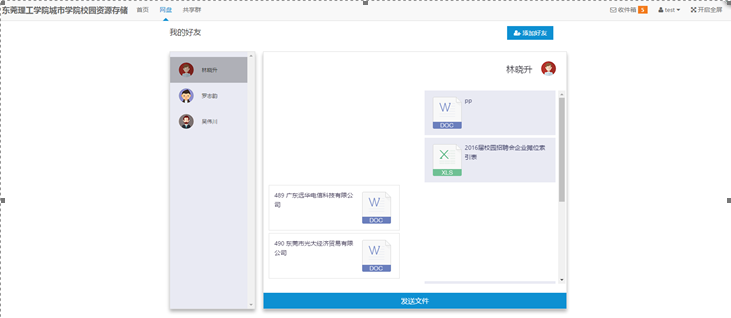 东莞理工学院城市学院校园资源存储 首页 网盘 共享群 收件箱 5 test 开启全屏
我的好友 添加好友
林晓升
罗志勤
吴伟川
林晓升
PP
DOC
2016届校园招聘会企业摊位索
引表
XLS
489 广东远华电信科技有限公
司
DOC
490 东莞市光大经济贸易有限
公司
DOC
发送文件